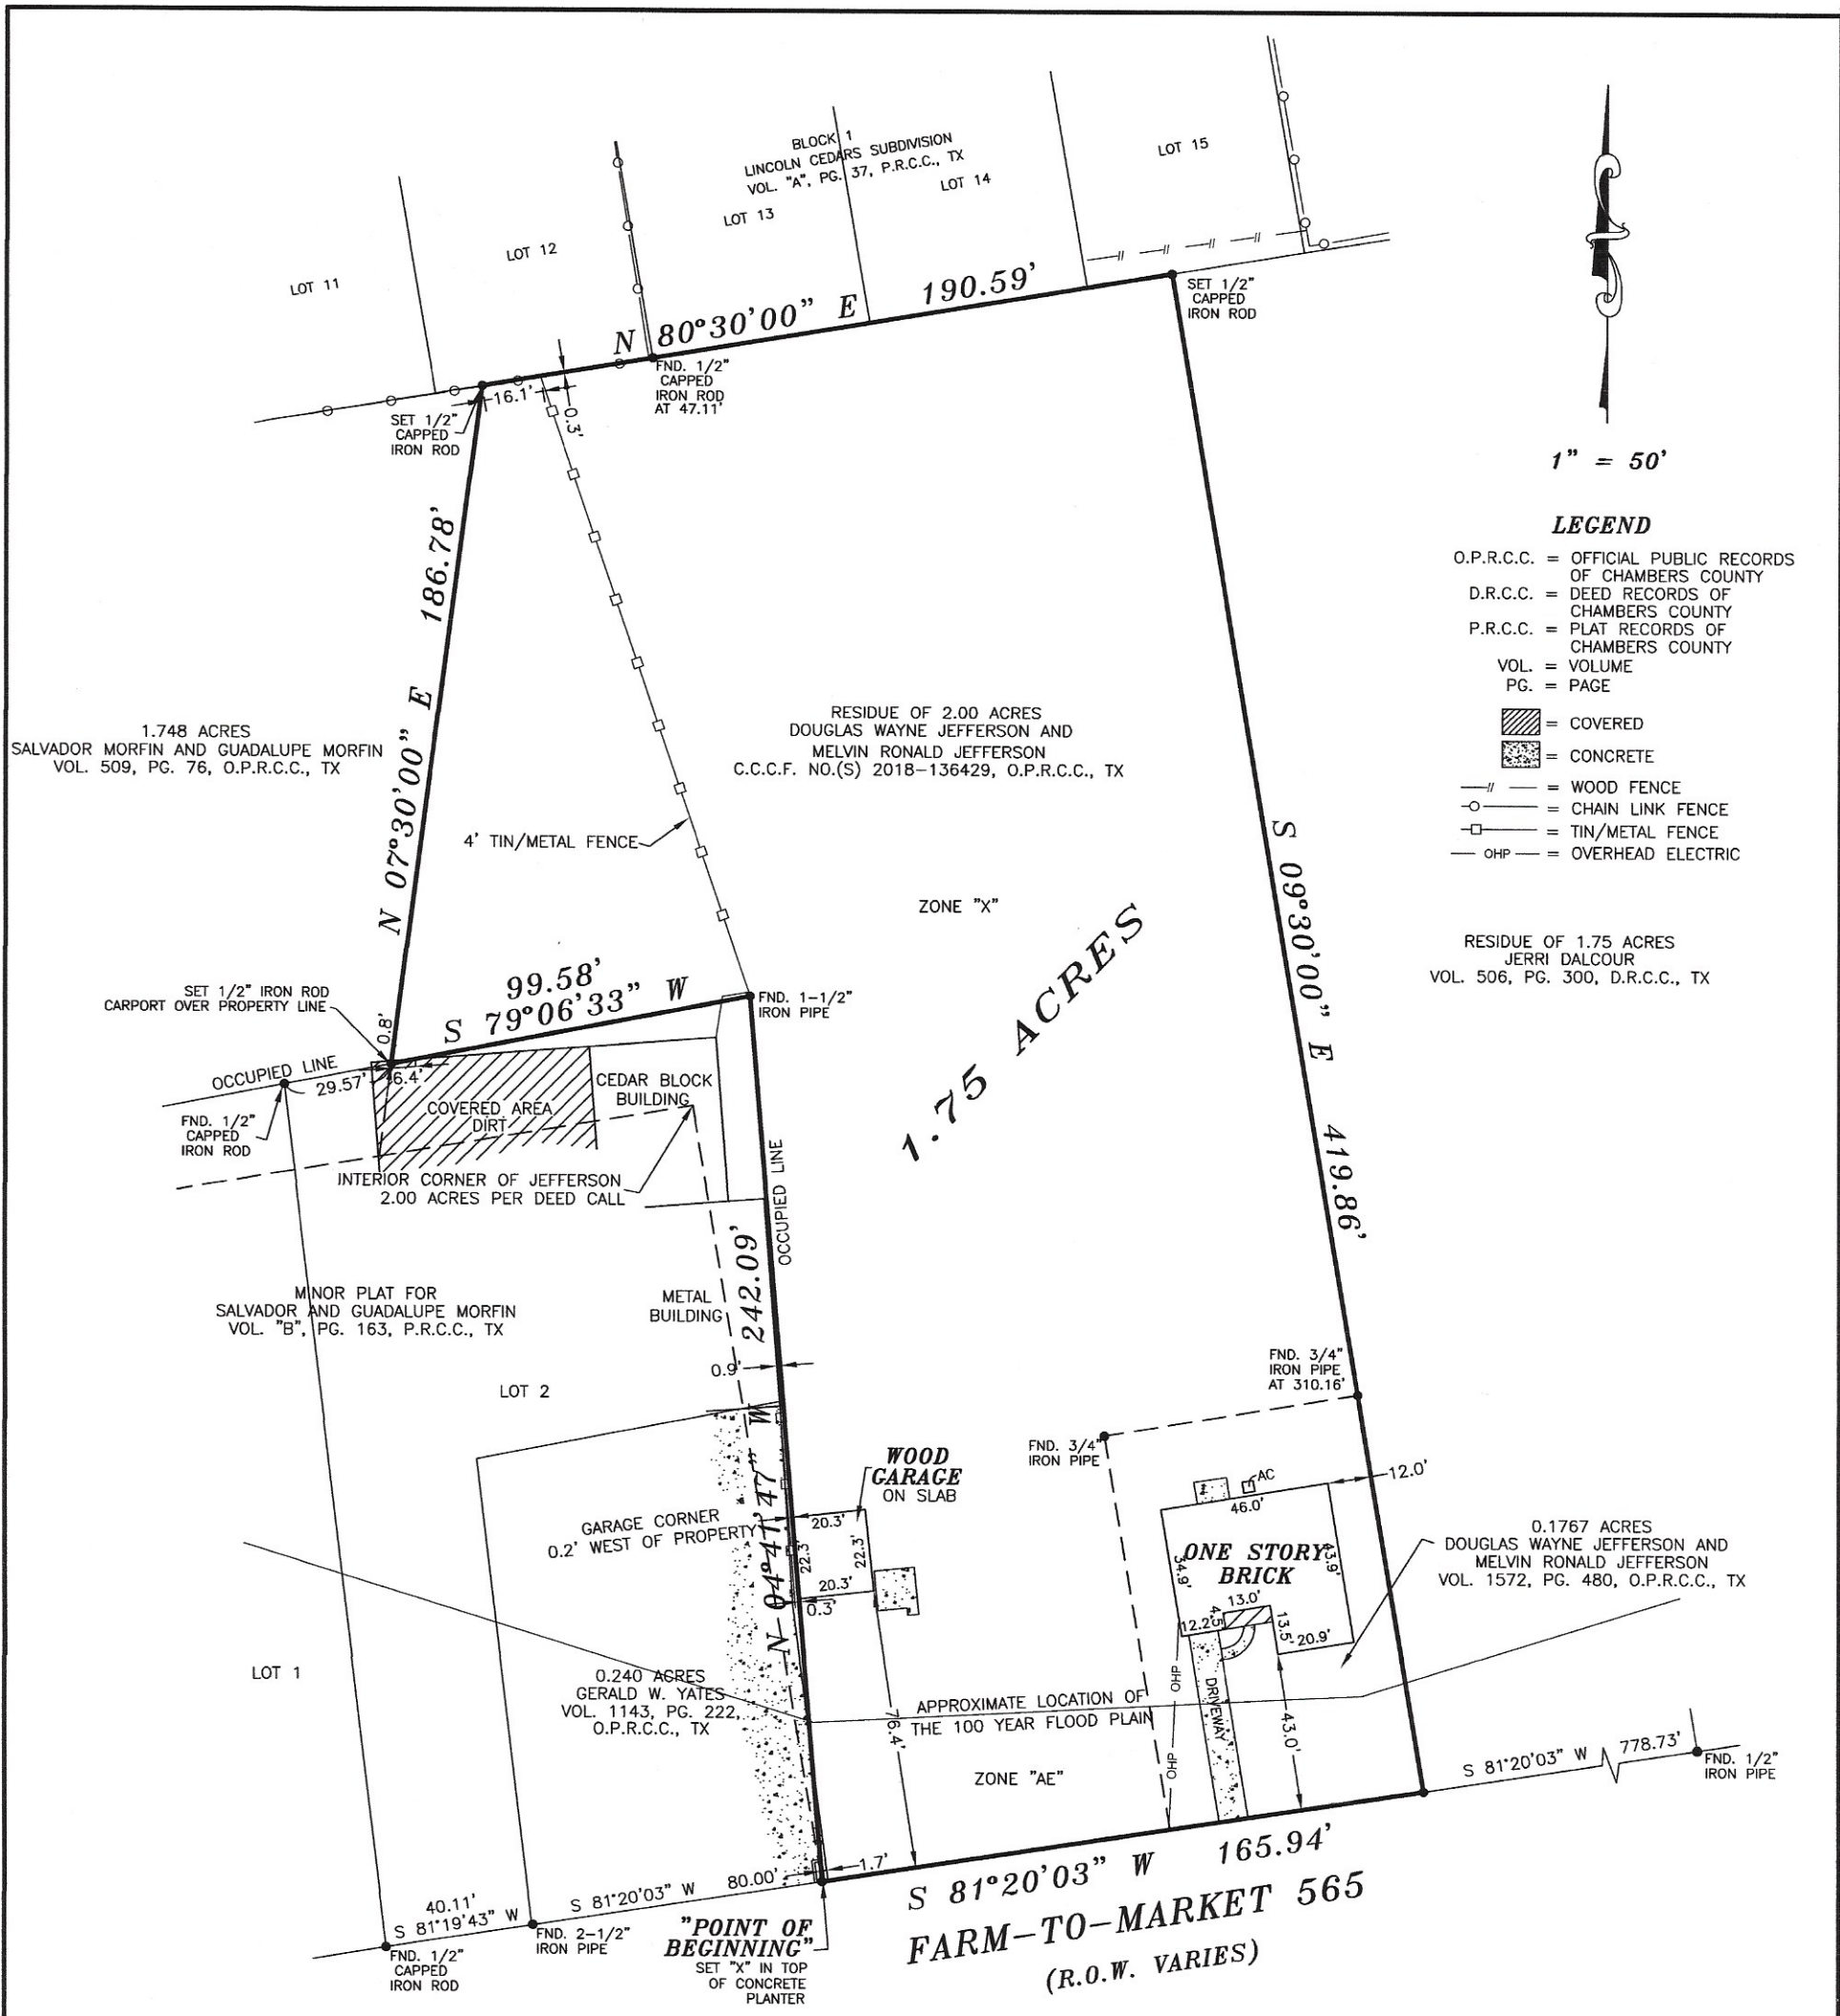 BLOCK 1
LINCOLN CEDARS SUBDIVISION
VOL. "A", PG. 37, P.R.C.C., TX
LOT 11
LOT 12
LOT 13
LOT 14
LOT 15
N 80°30'00" E 190.59'
SET 1/2"
CAPPED
IRON ROD
FND. 1/2"
CAPPED
IRON ROD
AT 47.11'
16.1'
0.3'
SET 1/2"
CAPPED
IRON ROD
1" = 50'
LEGEND
O.P.R.C.C. = OFFICIAL PUBLIC RECORDS
OF CHAMBERS COUNTY
D.R.C.C. = DEED RECORDS OF
CHAMBERS COUNTY
P.R.C.C. = PLAT RECORDS OF
CHAMBERS COUNTY
VOL. = VOLUME
PG. = PAGE
= COVERED
= CONCRETE
= WOOD FENCE
= CHAIN LINK FENCE
= TIN/METAL FENCE
OHP = OVERHEAD ELECTRIC
N 07°30'00" E 186.78'
1.748 ACRES
SALVADOR MORFIN AND GUADALUPE MORFIN
VOL. 509, PG. 76, O.P.R.C.C., TX
RESIDUE OF 2.00 ACRES
DOUGLAS WAYNE JEFFERSON AND
MELVIN RONALD JEFFERSON
C.C.C.F. NO.(S) 2018-136429, O.P.R.C.C., TX
4' TIN/METAL FENCE
ZONE "X"
1.75 ACRES
S 09°30'00" E 419.86'
RESIDUE OF 1.75 ACRES
JERRI DALCOUR
VOL. 506, PG. 300, D.R.C.C., TX
99.58'
S 79°06'33" W
FND. 1-1/2"
IRON PIPE
SET 1/2" IRON ROD
CARPORT OVER PROPERTY LINE
0.8'
OCCUPIED LINE
29.57'
6.4'
FND. 1/2"
CAPPED
IRON ROD
COVERED AREA
DIRT
CEDAR BLOCK
BUILDING
INTERIOR CORNER OF JEFFERSON
2.00 ACRES PER DEED CALL
OCCUPIED LINE
N 04°41'47" W 242.09'
MINOR PLAT FOR
SALVADOR AND GUADALUPE MORFIN
VOL. "B", PG. 163, P.R.C.C., TX
METAL
BUILDING
0.9'
LOT 2
FND. 3/4"
IRON PIPE
AT 310.16'
FND. 3/4"
IRON PIPE
WOOD
GARAGE
ON SLAB
GARAGE CORNER
0.2' WEST OF PROPERTY
20.3'
22.3'
22.3'
20.3'
0.3'
AC
12.0'
46.0'
ONE STORY
BRICK
34.9'
43.9'
13.0'
12.2'
4.5'
13.5'
20.9'
0.1767 ACRES
DOUGLAS WAYNE JEFFERSON AND
MELVIN RONALD JEFFERSON
VOL. 1572, PG. 480, O.P.R.C.C., TX
LOT 1
0.240 ACRES
GERALD W. YATES
VOL. 1143, PG. 222,
O.P.R.C.C., TX
APPROXIMATE LOCATION OF
THE 100 YEAR FLOOD PLAIN
OHP
OHP
DRIVEWAY
43.0'
76.4'
ZONE "AE"
S 81°20'03" W 778.73'
FND. 1/2"
IRON PIPE
1.7'
S 81°20'03" W 165.94'
FARM-TO-MARKET 565
(R.O.W. VARIES)
S 81°20'03" W 80.00'
40.11'
S 81°19'43" W
FND. 1/2"
CAPPED
IRON ROD
FND. 2-1/2"
IRON PIPE
"POINT OF
BEGINNING"
SET "X" IN TOP
OF CONCRETE
PLANTER